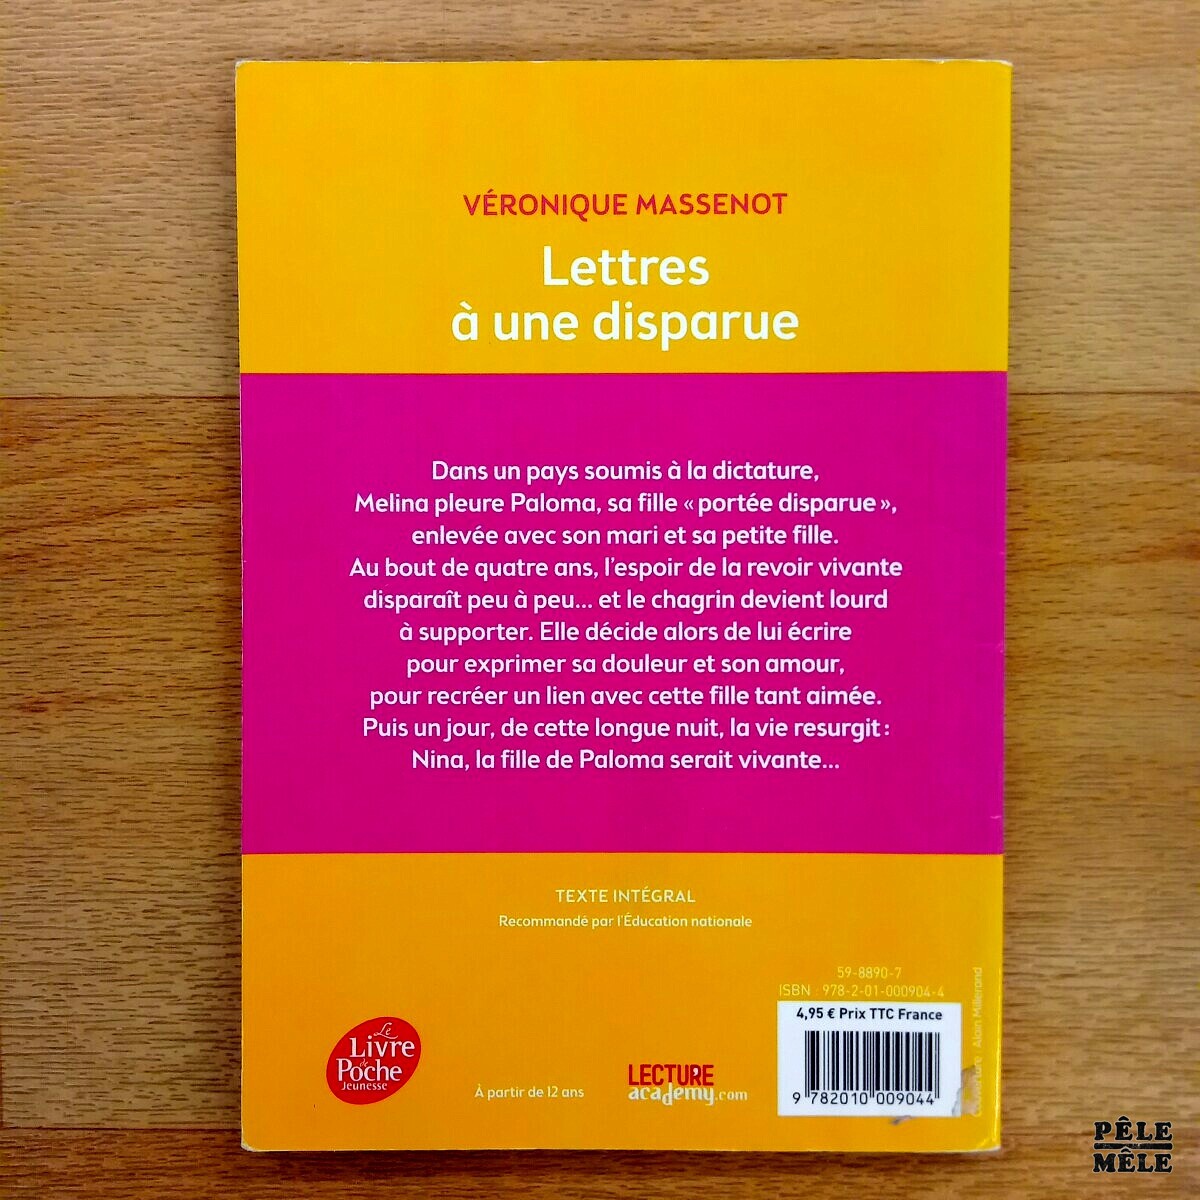 VÉRONIQUE MASSENOT
Lettres
à une disparue
Dans un pays soumis à la dictature,
Melina pleure Paloma, sa fille « portée disparue »,
enlevée avec son mari et sa petite fille.
Au bout de quatre ans, l'espoir de la revoir vivante
disparaît peu à peu... et le chagrin devient lourd
à supporter. Elle décide alors de lui écrire
pour exprimer sa douleur et son amour,
pour recréer un lien avec cette fille tant aimée.
Puis un jour, de cette longue nuit, la vie resurgit :
Nina, la fille de Paloma serait vivante...
TEXTE INTÉGRAL
Recommandé par l'Éducation nationale
59-8890-7
ISBN : 978-2-01-000904-4
4,95 € Prix TTC France
9 782010 009044
Couverture : Alain Millerond
Le
Livre
de
Poche
Jeunesse
À partir de 12 ans
LECTURE
academy.com
PÊLE
MÊLE